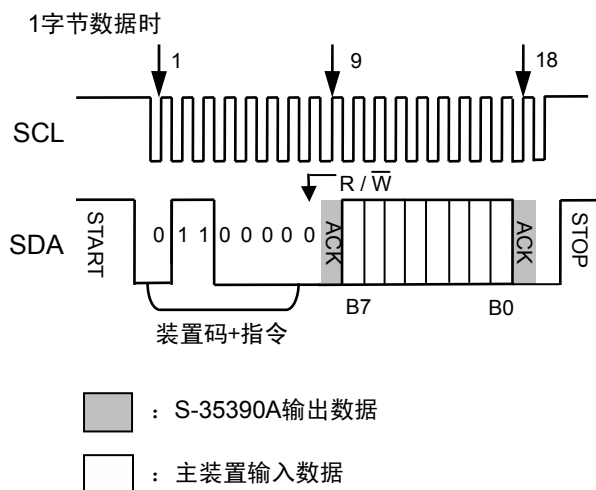 1字节数据时
1 9 18
SCL
R / W̅
SDA START 0 1 1 0 0 0 0 0 ACK ACK STOP
B7 B0
装置码+指令
：S-35390A输出数据
：主装置输入数据